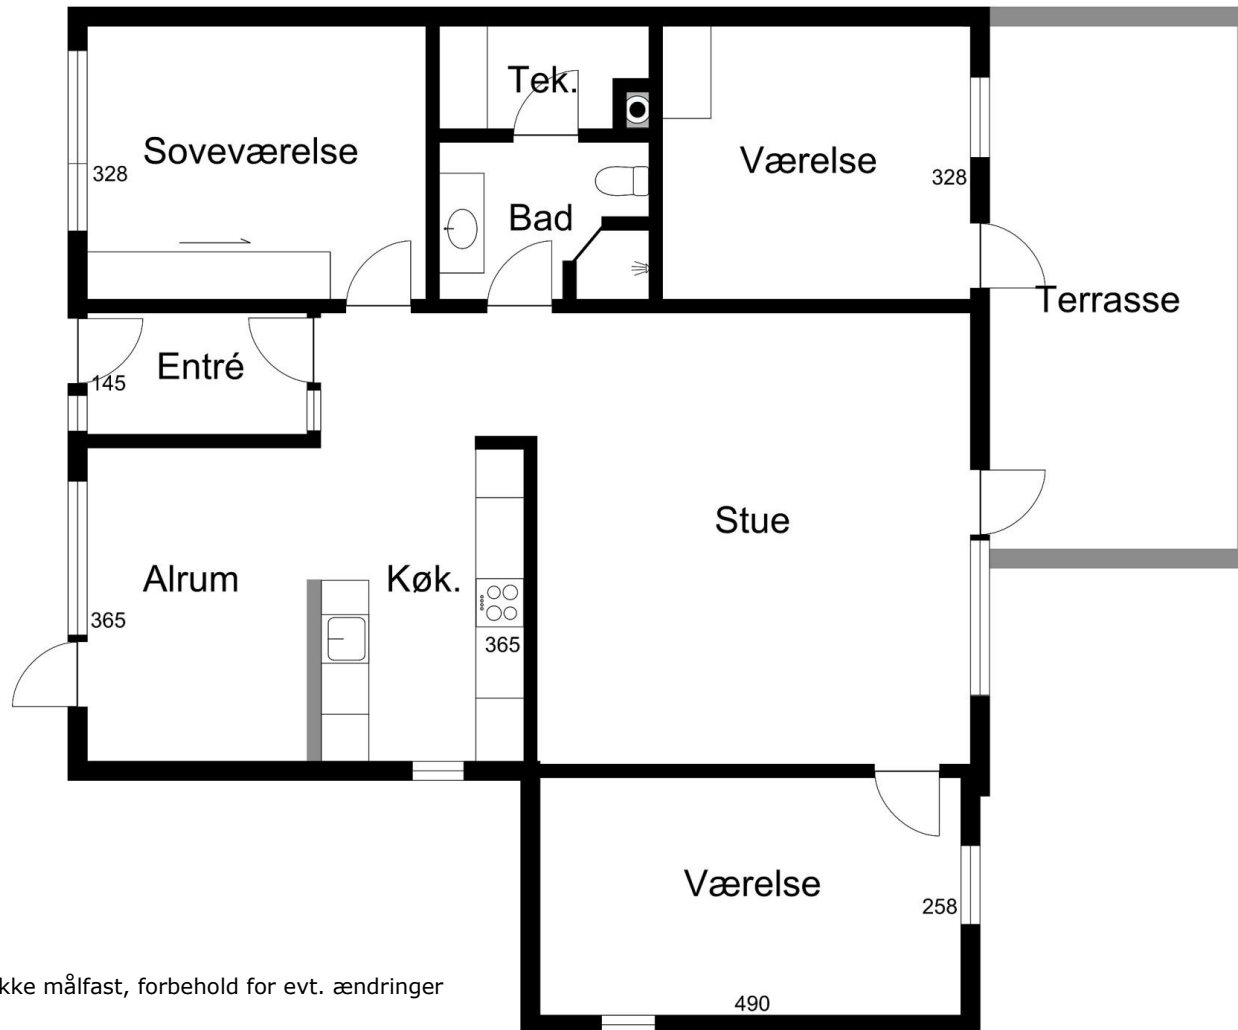 Tek.
Soveværelse
Værelse
328
328
Bad
Terrasse
Entré
145
Stue
Alrum
Køk.
365
365
Værelse
258
kke målfast, forbehold for evt. ændringer
490